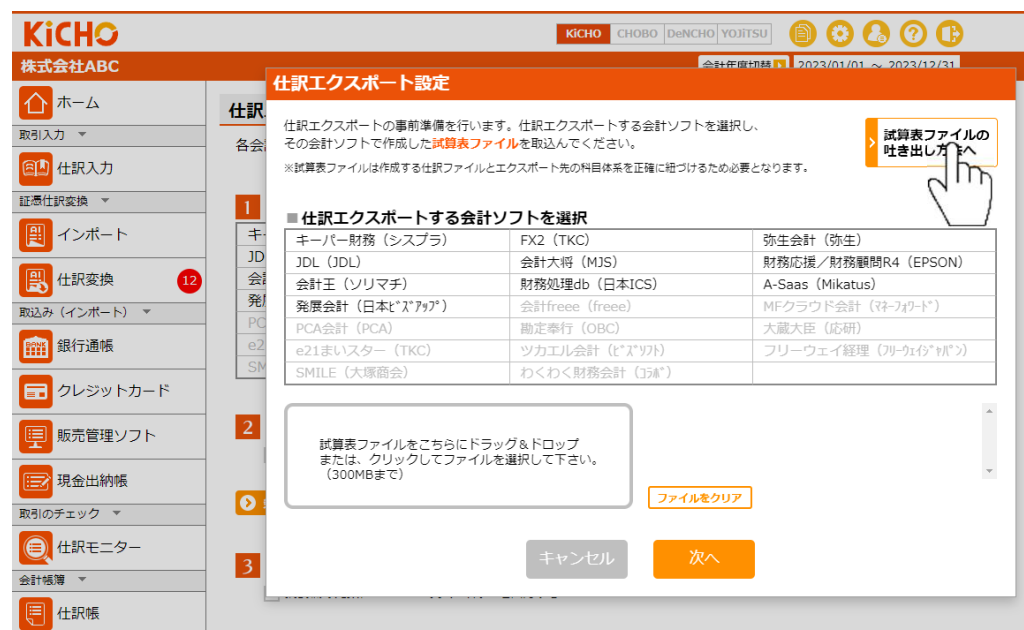 KiCHO
KiCHO CHOBO DeNCHO YOJiTSU
株式会社ABC
会計年度切替 2023/01/01 ～ 2023/12/31
ホーム
取引入力
仕訳入力
証憑仕訳変換
インポート
仕訳変換 12
取込み（インポート）
銀行通帳
クレジットカード
販売管理ソフト
現金出納帳
取引のチェック
仕訳モニター
会計帳簿
仕訳帳
仕訳
各会
1
キー
JD
会
発
PC
e2
SM
2
3
仕訳エクスポート設定
仕訳エクスポートの事前準備を行います。仕訳エクスポートする会計ソフトを選択し、
その会計ソフトで作成した試算表ファイルを取込んでください。
※試算表ファイルは作成する仕訳ファイルとエクスポート先の科目体系を正確に紐づけるため必要となります。
試算表ファイルの
吐き出し方法へ
■仕訳エクスポートする会計ソフトを選択
キーパー財務（シスプラ） FX2（TKC） 弥生会計（弥生）
JDL（JDL） 会計大将（MJS） 財務応援／財務顧問R4（EPSON）
会計王（ソリマチ） 財務処理db（日本ICS） A-Saas（Mikatus）
発展会計（日本ﾋﾞｽﾞｱｯﾌﾟ） 会計freee（freee） MFクラウド会計（ﾏﾈｰﾌｫﾜｰﾄﾞ）
PCA会計（PCA） 勘定奉行（OBC） 大蔵大臣（応研）
e21まいスター（TKC） ツカエル会計（ﾋﾞｽﾞｿﾌﾄ） フリーウェイ経理（ﾌﾘｰｳｪｲｼﾞｬﾊﾟﾝ）
SMILE（大塚商会） わくわく財務会計（ｺﾗﾎﾞ）
試算表ファイルをこちらにドラッグ＆ドロップ
または、クリックしてファイルを選択して下さい。
（300MBまで）
ファイルをクリア
キャンセル 次へ